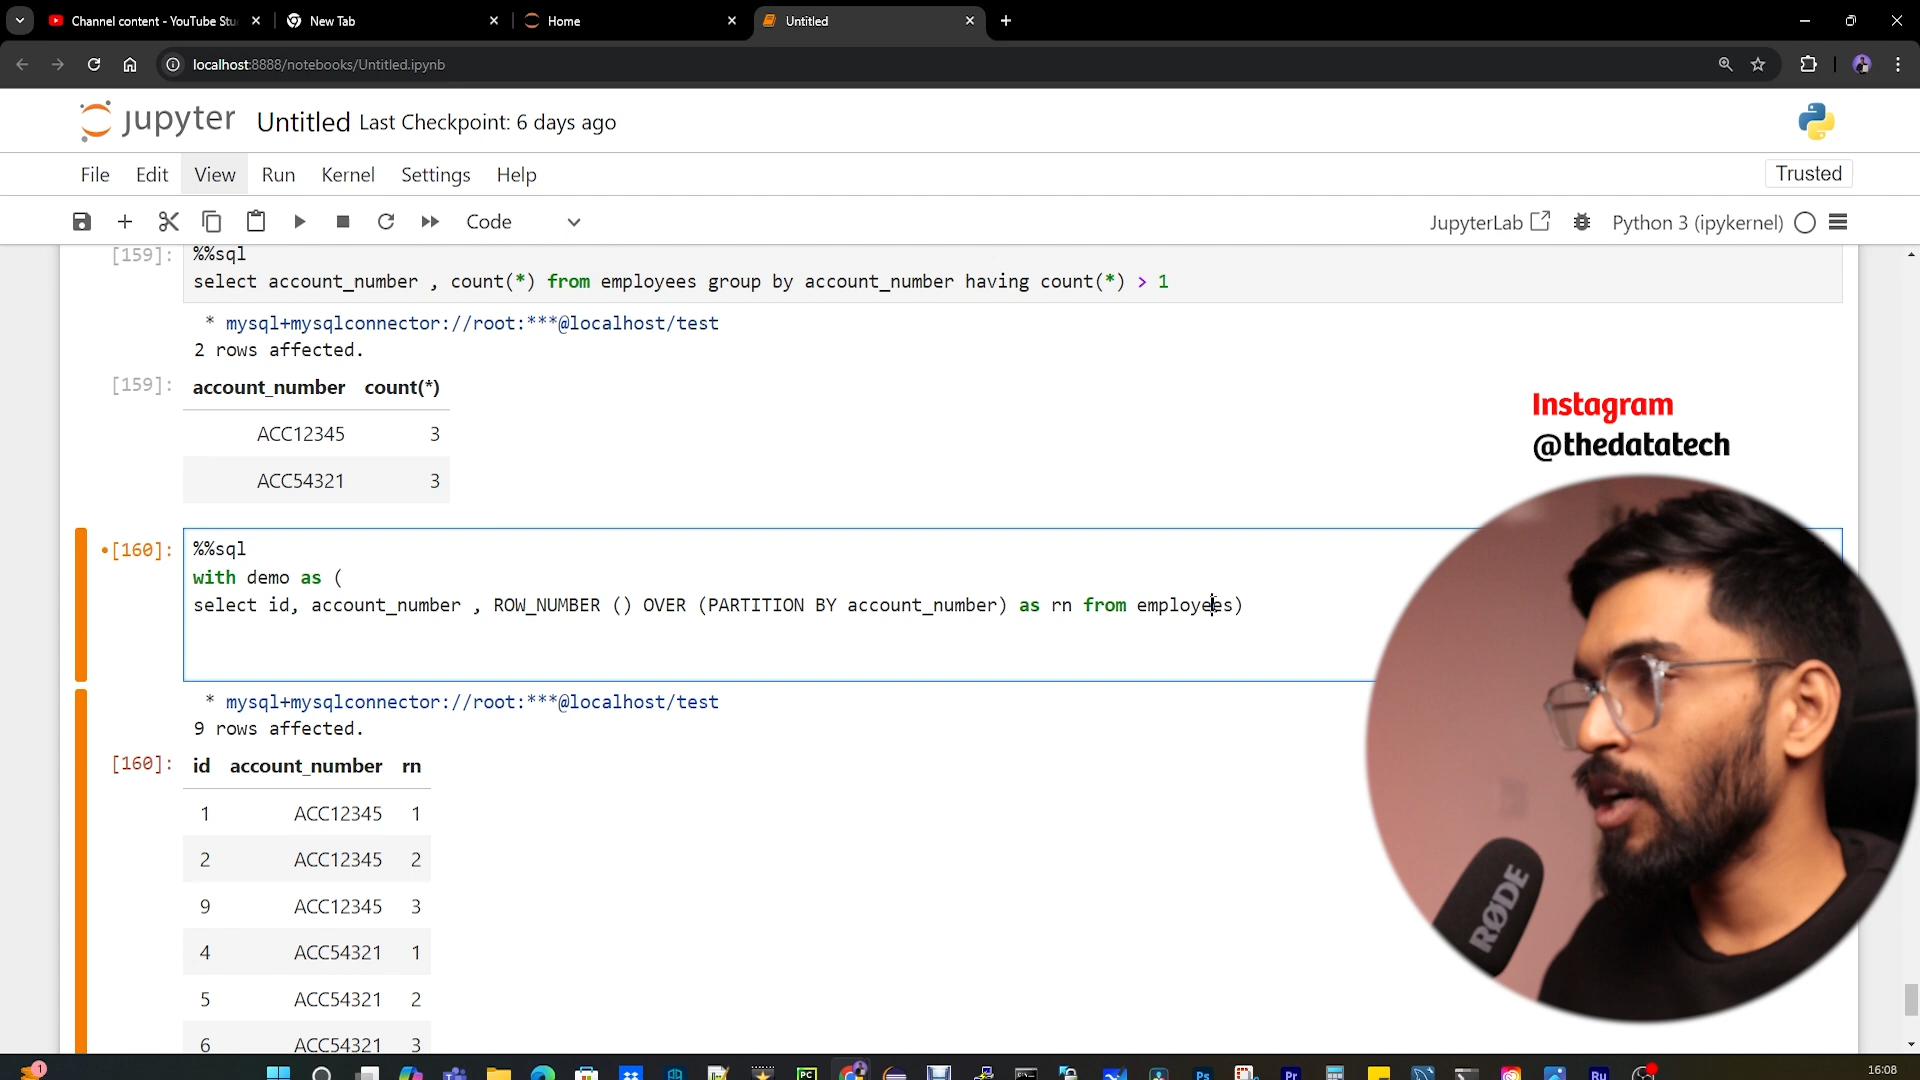 Channel content - YouTube Stu
New Tab
Home
Untitled
localhost:8888/notebooks/Untitled.ipynb
jupyter Untitled Last Checkpoint: 6 days ago
File Edit View Run Kernel Settings Help
Trusted
Code
JupyterLab
Python 3 (ipykernel)
[159]: %%sql
select account_number , count(*) from employees group by account_number having count(*) > 1
* mysql+mysqlconnector://root:***@localhost/test
2 rows affected.
[159]: account_number count(*)
ACC12345 3
ACC54321 3
Instagram
@thedatatech
•[160]: %%sql
with demo as (
select id, account_number , ROW_NUMBER () OVER (PARTITION BY account_number) as rn from employees)
* mysql+mysqlconnector://root:***@localhost/test
9 rows affected.
[160]: id account_number rn
1 ACC12345 1
2 ACC12345 2
9 ACC12345 3
4 ACC54321 1
5 ACC54321 2
6 ACC54321 3
RØDE
1
PC
Ps
Pr
Ru
16:08